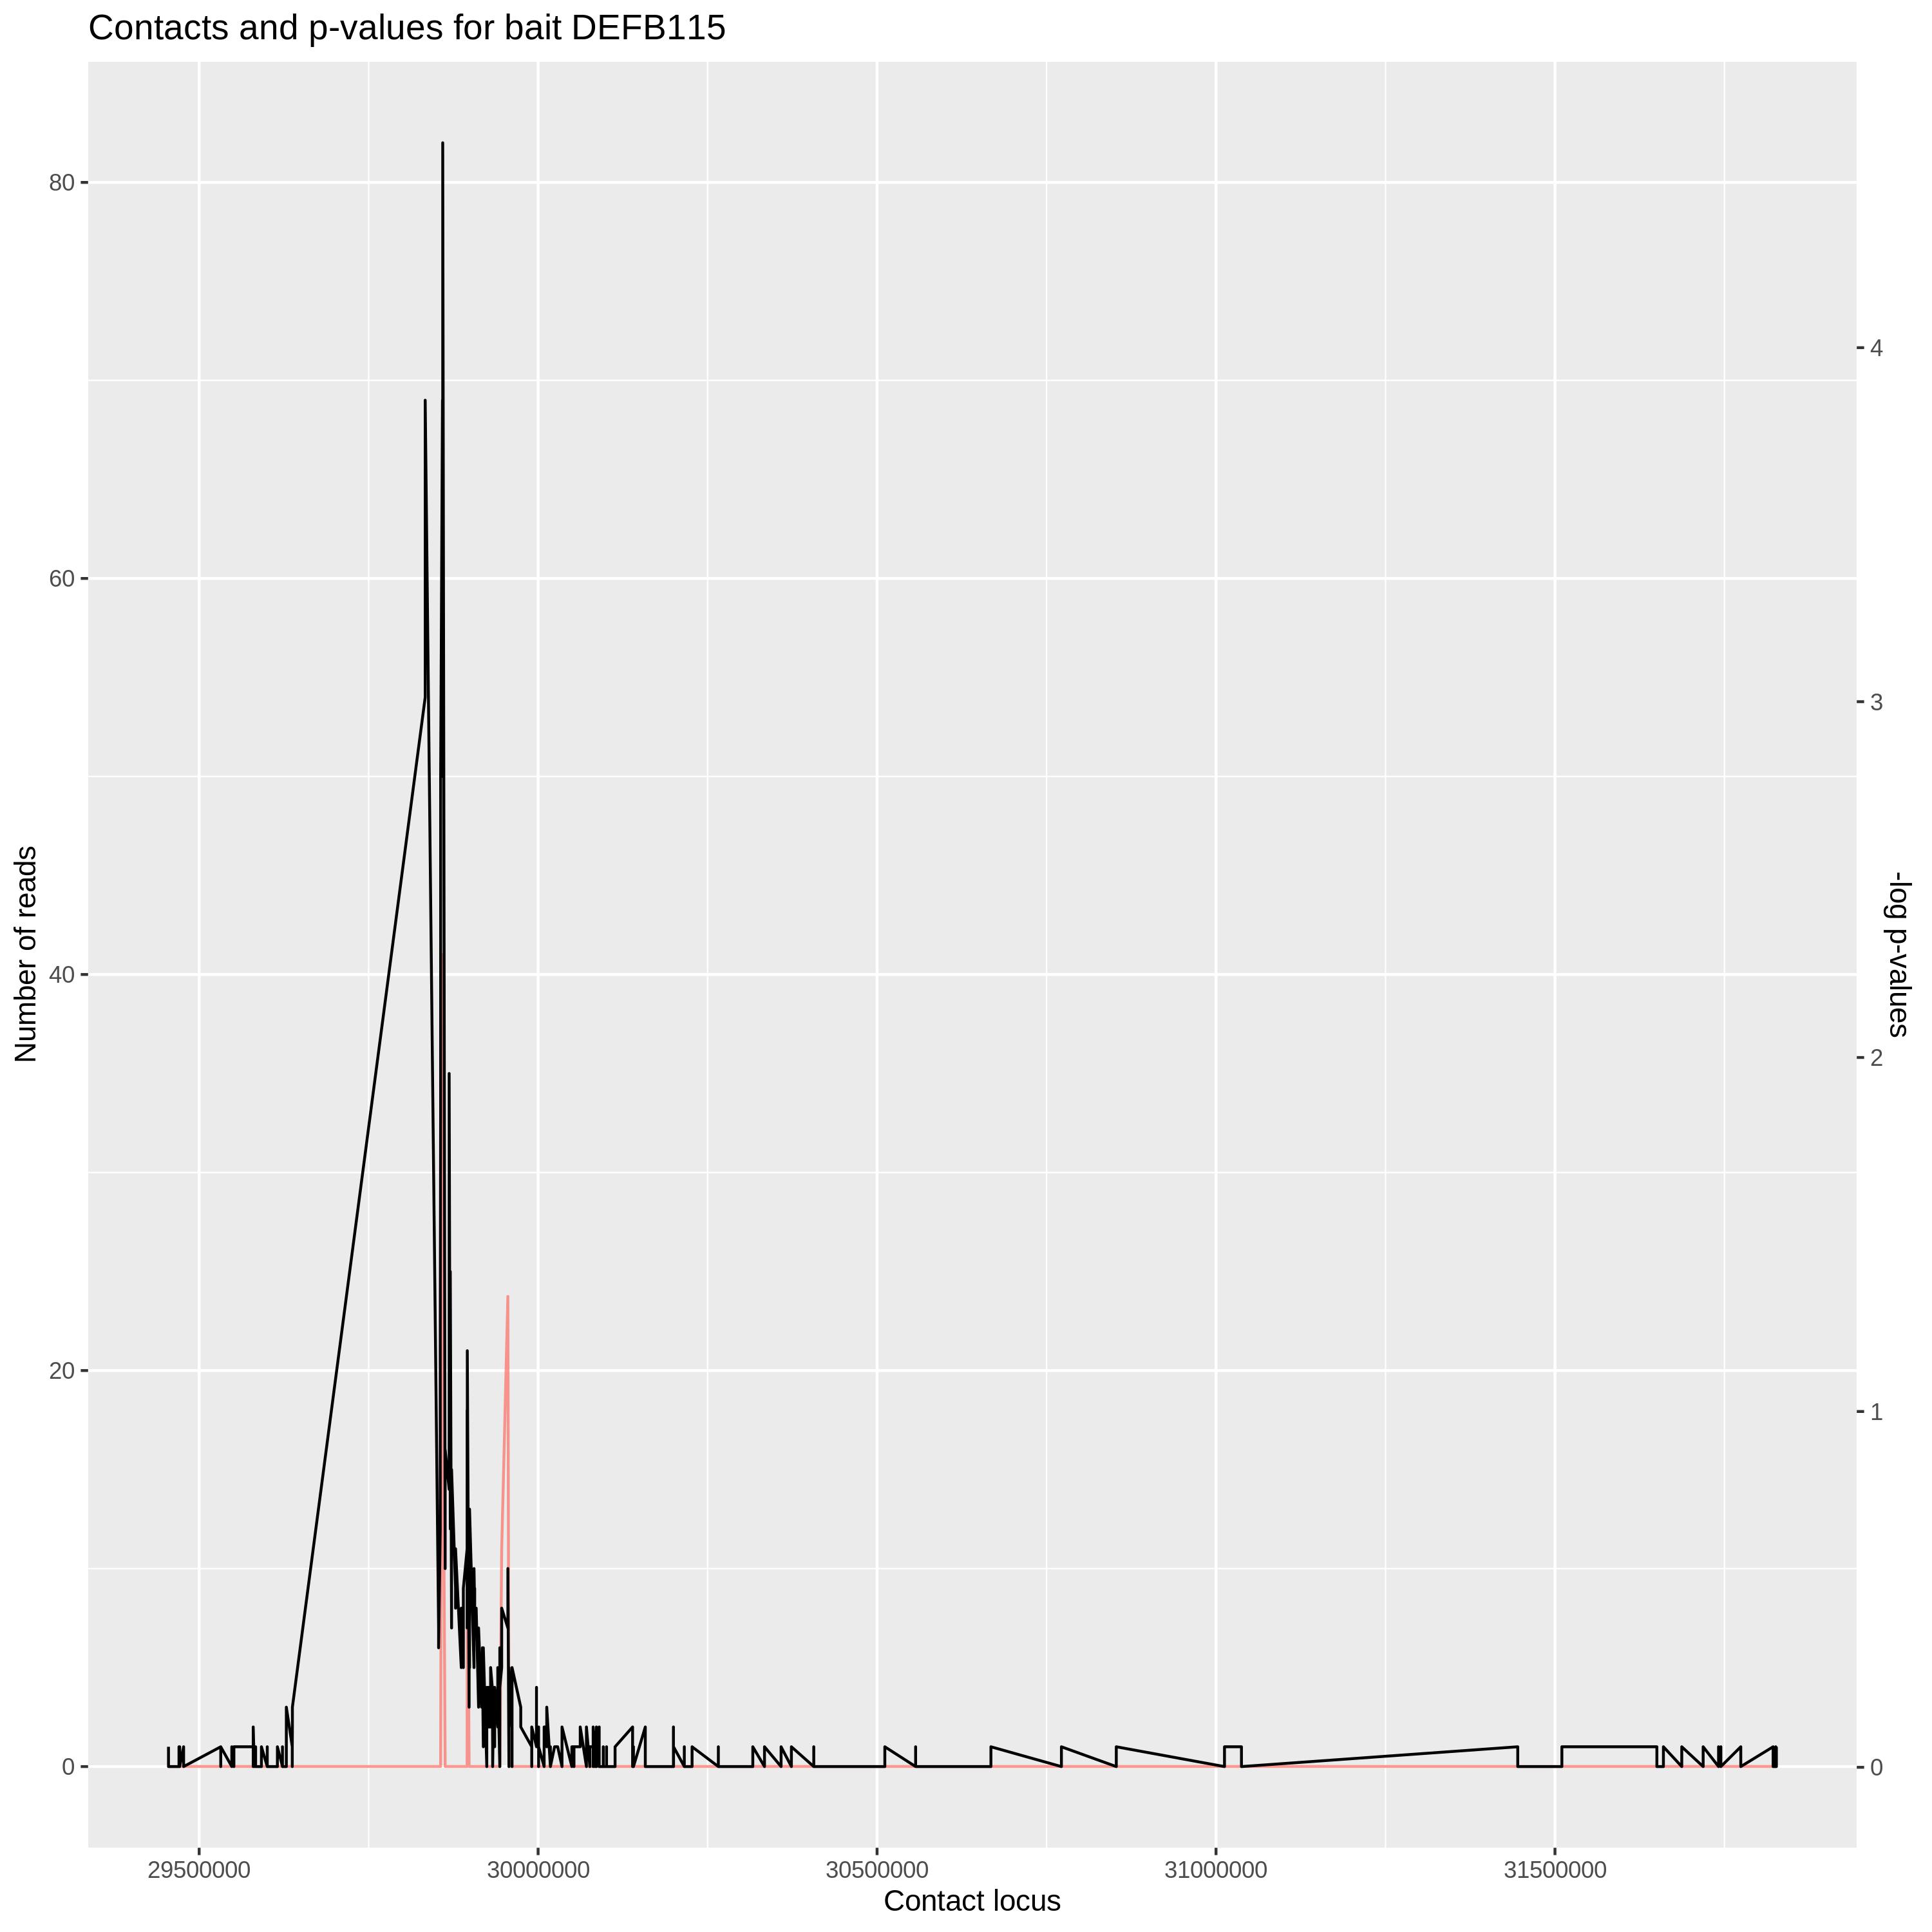 Contacts and p-values for bait DEFB115
80
60
40
20
0
Number of reads
4
3
2
1
0
-log p-values
29500000 30000000 30500000 31000000 31500000
Contact locus